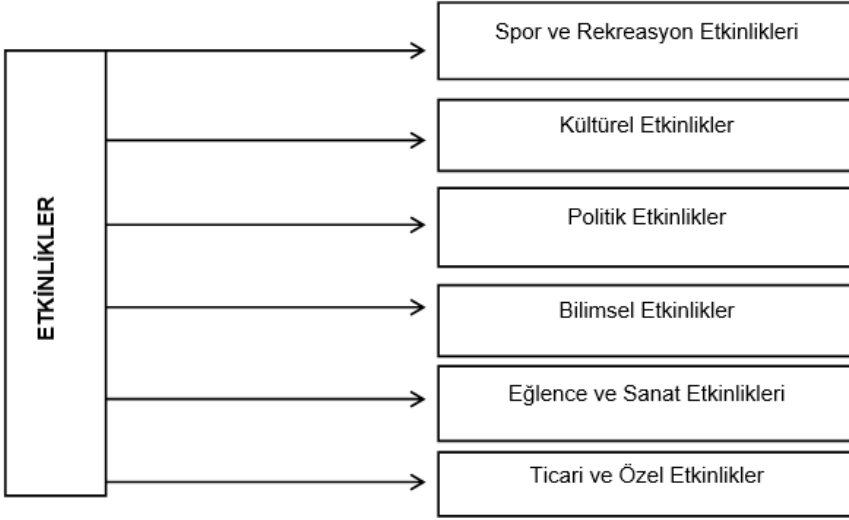 ETKİNLİKLER
Spor ve Rekreasyon Etkinlikleri
Kültürel Etkinlikler
Politik Etkinlikler
Bilimsel Etkinlikler
Eğlence ve Sanat Etkinlikleri
Ticari ve Özel Etkinlikler